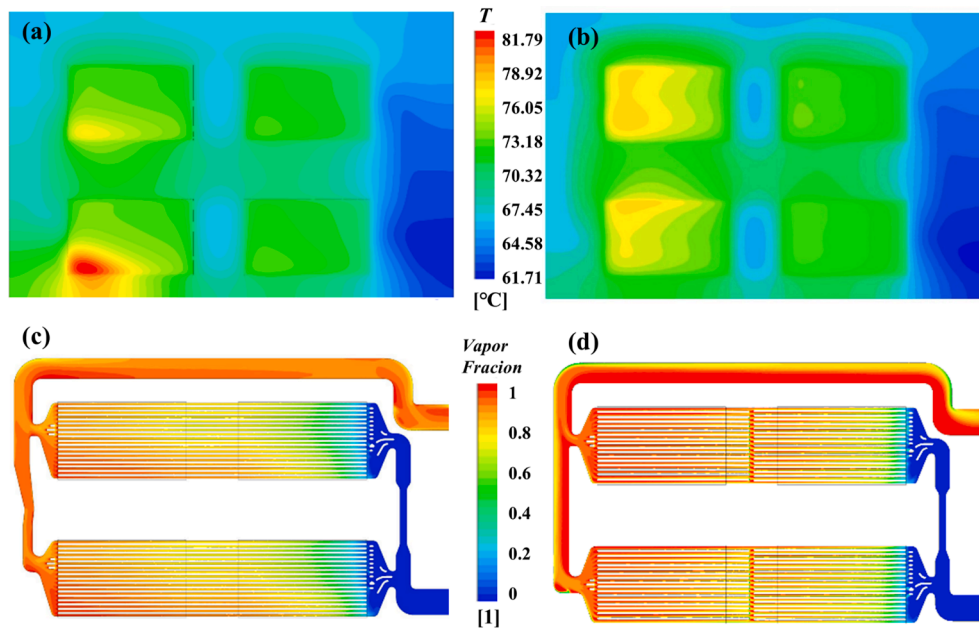 (a)
T
81.79
78.92
76.05
73.18
70.32
67.45
64.58
61.71
[°C]
(b)
(c)
Vapor
Fracion
1
0.8
0.6
0.4
0.2
0
[1]
(d)